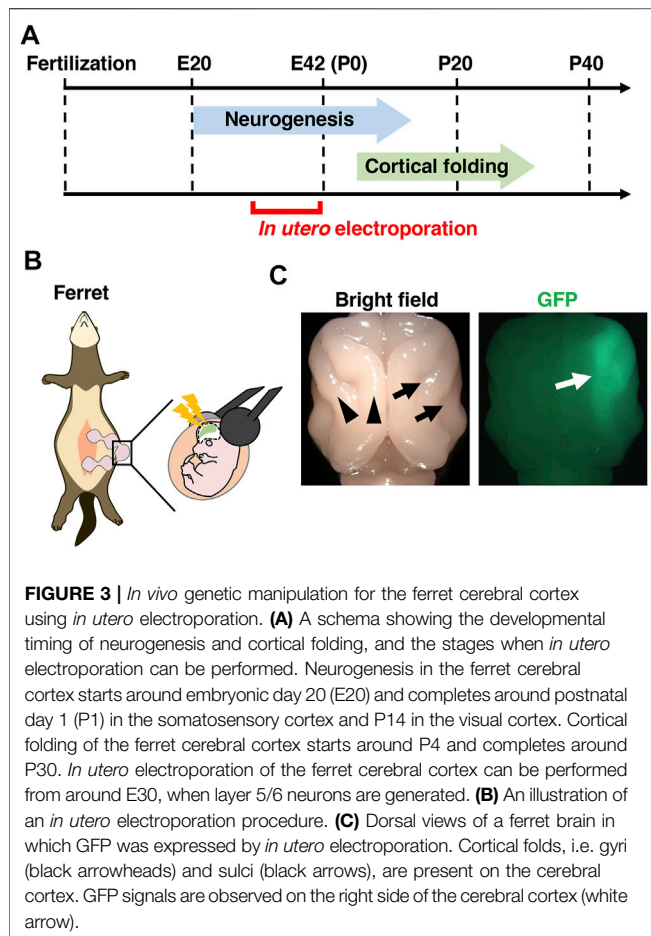 A
Fertilization E20 E42 (P0) P20 P40
Neurogenesis
Cortical folding
In utero electroporation
B
Ferret
C
Bright field GFP
FIGURE 3 | In vivo genetic manipulation for the ferret cerebral cortex
using in utero electroporation. (A) A schema showing the developmental
timing of neurogenesis and cortical folding, and the stages when in utero
electroporation can be performed. Neurogenesis in the ferret cerebral
cortex starts around embryonic day 20 (E20) and completes around postnatal
day 1 (P1) in the somatosensory cortex and P14 in the visual cortex. Cortical
folding of the ferret cerebral cortex starts around P4 and completes around
P30. In utero electroporation of the ferret cerebral cortex can be performed
from around E30, when layer 5/6 neurons are generated. (B) An illustration of
an in utero electroporation procedure. (C) Dorsal views of a ferret brain in
which GFP was expressed by in utero electroporation. Cortical folds, i.e. gyri
(black arrowheads) and sulci (black arrows), are present on the cerebral
cortex. GFP signals are observed on the right side of the cerebral cortex (white
arrow).